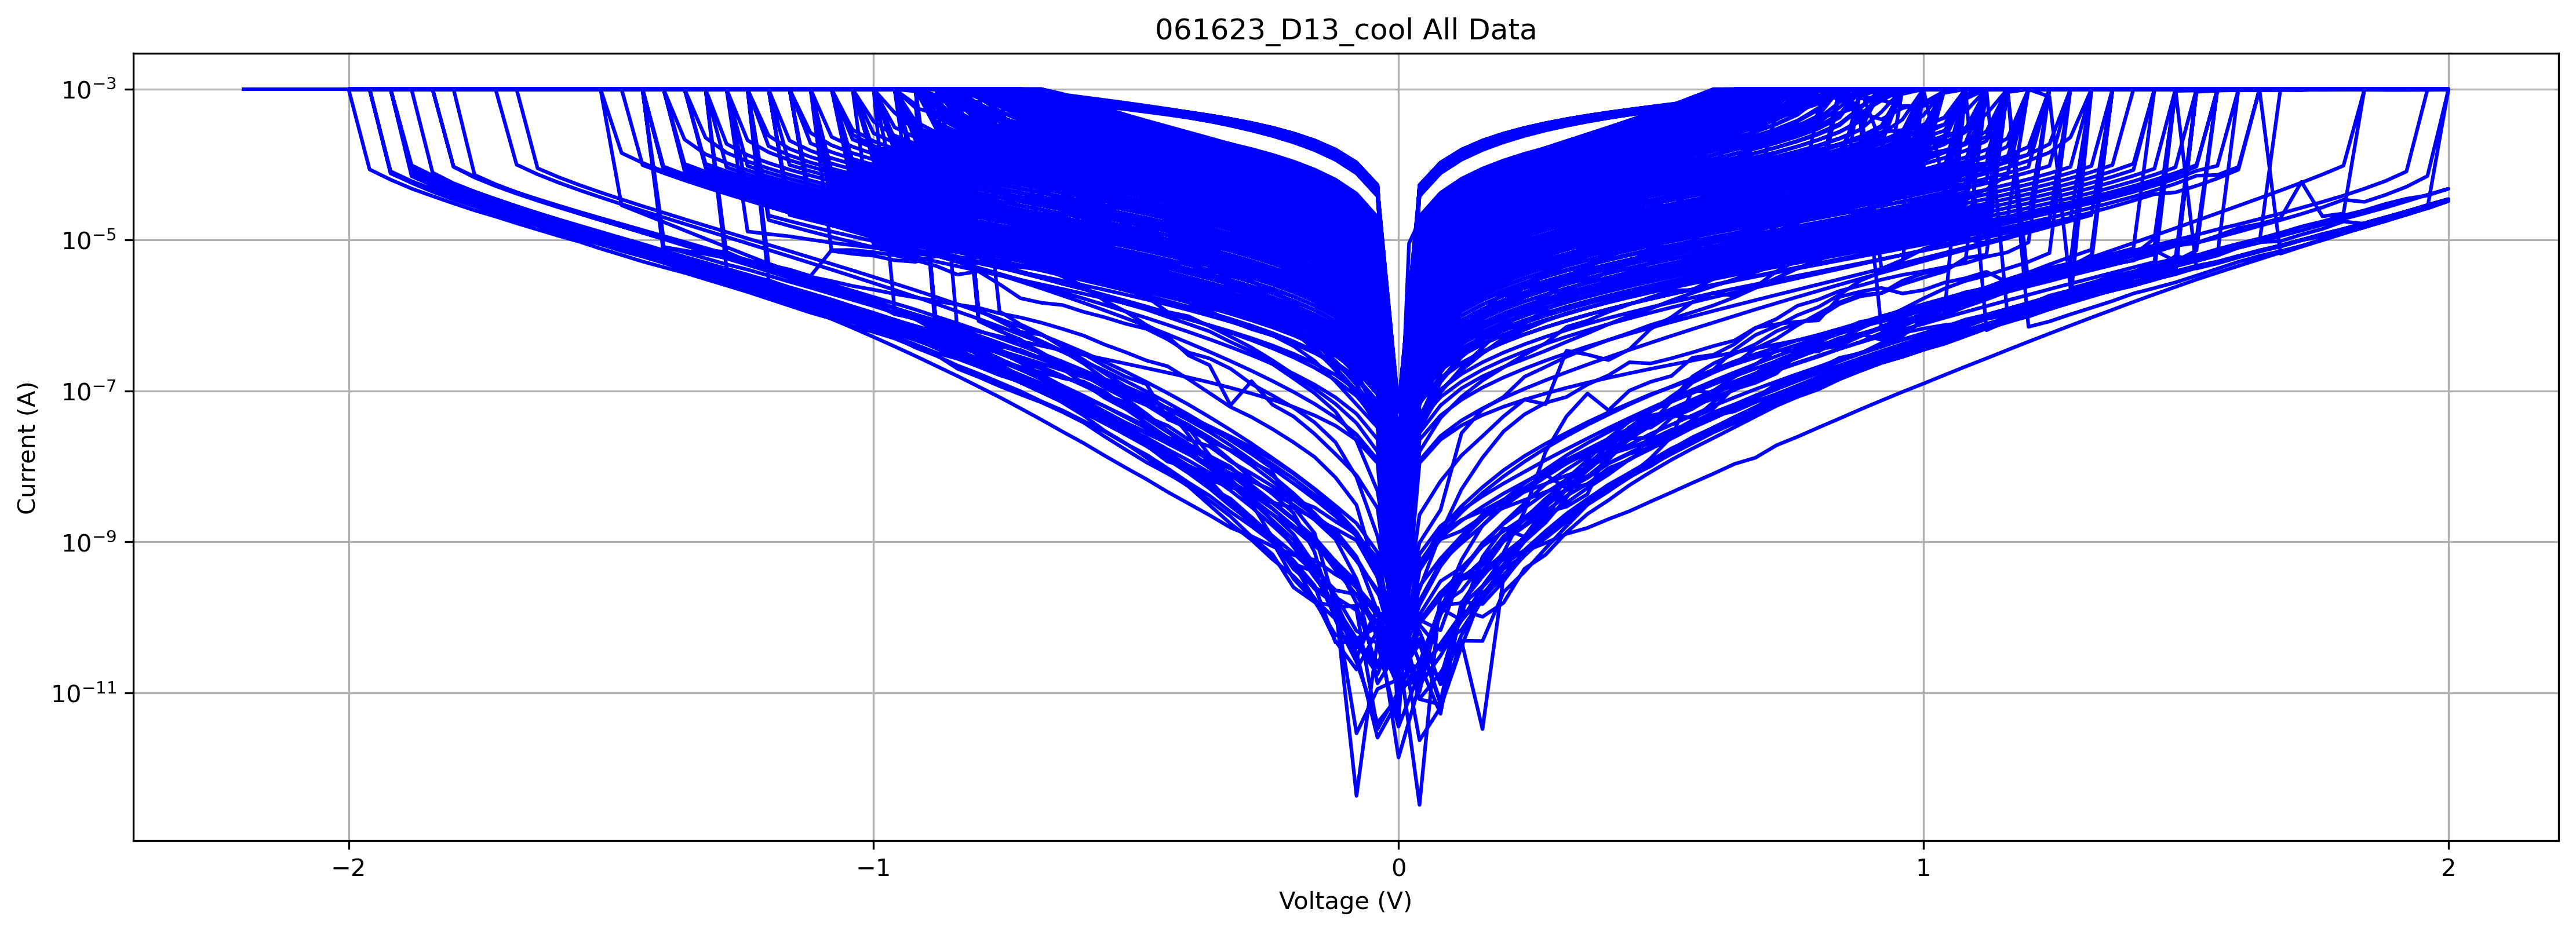 061623_D13_cool All Data
Current (A)
10⁻³
10⁻⁵
10⁻⁷
10⁻⁹
10⁻¹¹
−2 −1 0 1 2
Voltage (V)